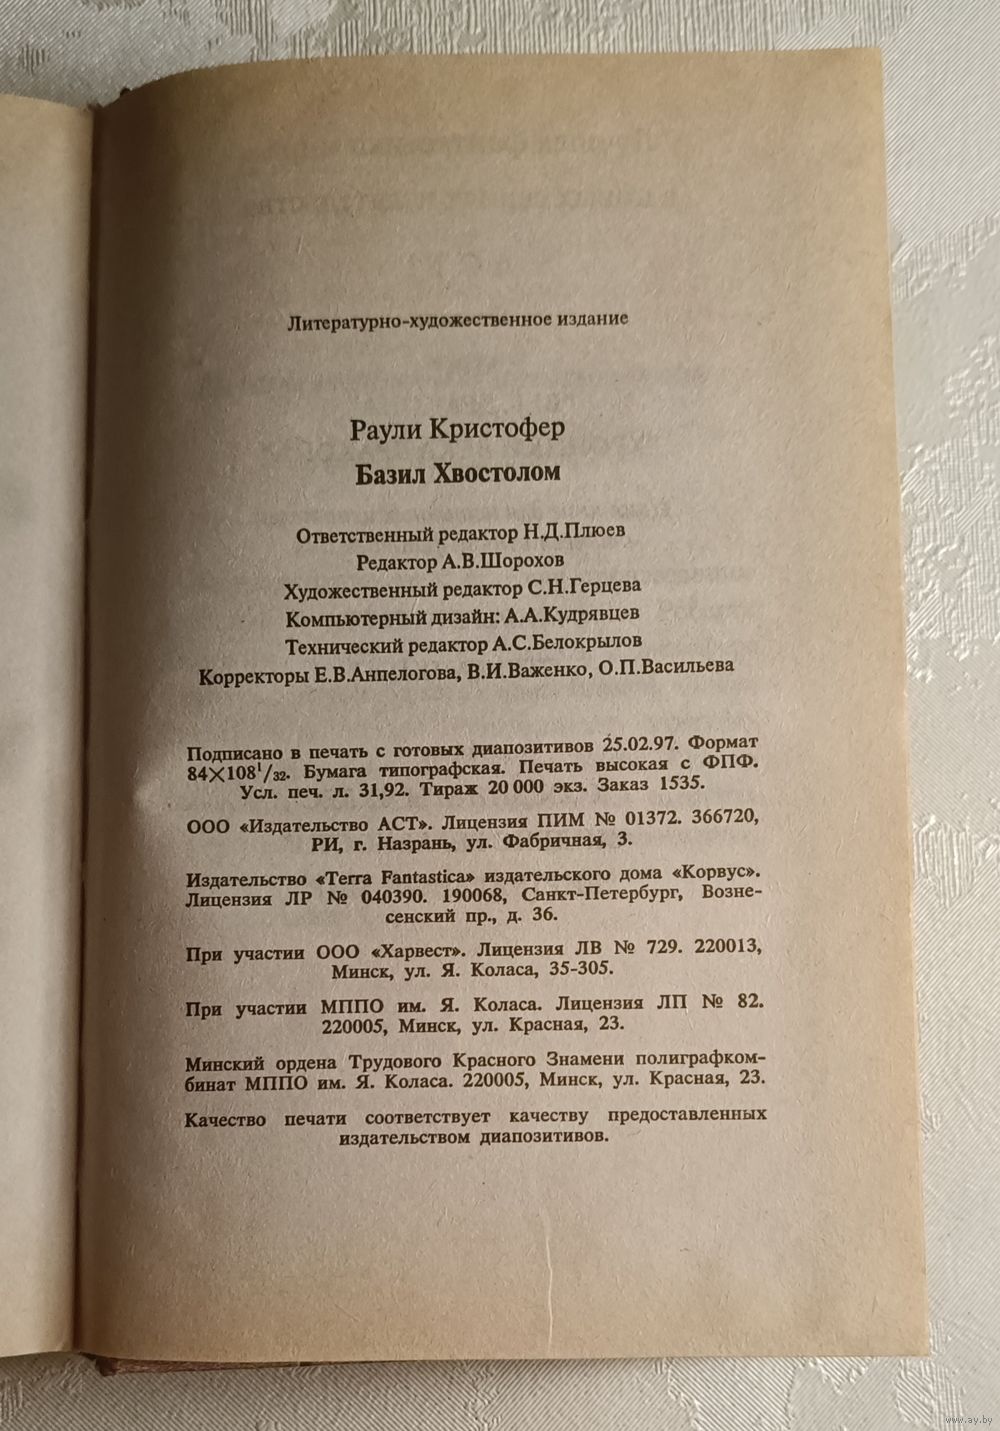 Литературно-художественное издание
Раули Кристофер
Базил Хвостолом
Ответственный редактор Н.Д.Плюев
Редактор А.В.Шорохов
Художественный редактор С.Н.Герцева
Компьютерный дизайн: А.А.Кудрявцев
Технический редактор А.С.Белокрылов
Корректоры Е.В.Анпелогова, В.И.Важенко, О.П.Васильева
Подписано в печать с готовых диапозитивов 25.02.97. Формат
84×108¹/₃₂. Бумага типографская. Печать высокая с ФПФ.
Усл. печ. л. 31,92. Тираж 20 000 экз. Заказ 1535.
ООО «Издательство АСТ». Лицензия ПИМ № 01372. 366720,
РИ, г. Назрань, ул. Фабричная, 3.
Издательство «Terra Fantastica» издательского дома «Корвус».
Лицензия ЛР № 040390. 190068, Санкт-Петербург, Возне-
сенский пр., д. 36.
При участии ООО «Харвест». Лицензия ЛВ № 729. 220013,
Минск, ул. Я. Коласа, 35-305.
При участии МППО им. Я. Коласа. Лицензия ЛП № 82.
220005, Минск, ул. Красная, 23.
Минский ордена Трудового Красного Знамени полиграфком-
бинат МППО им. Я. Коласа. 220005, Минск, ул. Красная, 23.
Качество печати соответствует качеству предоставленных
издательством диапозитивов.
www.ay.by